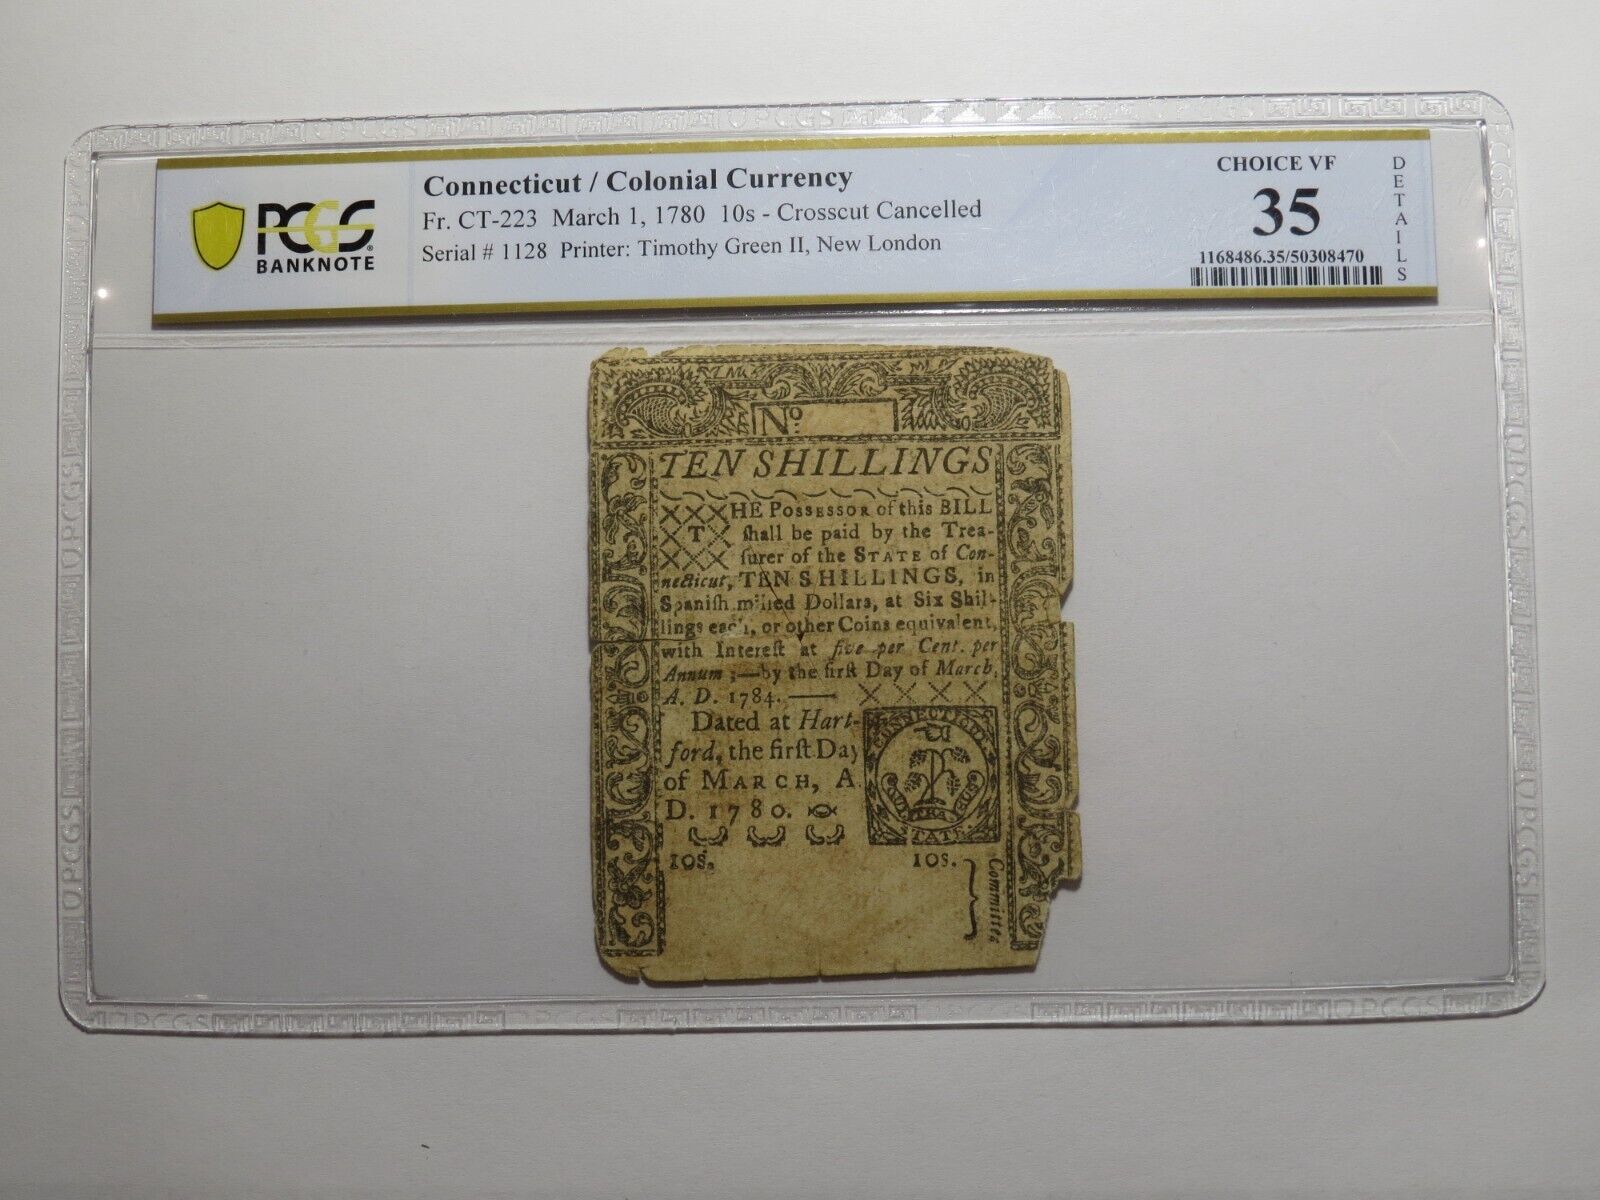 PCGS
BANKNOTE
Connecticut / Colonial Currency
Fr. CT-223 March 1, 1780 10s - Crosscut Cancelled
Serial # 1128 Printer: Timothy Green II, New London
CHOICE VF
35
1168486.35/50308470
DETAILS
No.
TEN SHILLINGS
THE POSSESSOR of this BILL
ſhall be paid by the Trea-
ſurer of the STATE of Con-
necticut, TEN SHILLINGS, in
Spaniſh milled Dollars, at Six Shil-
lings each, or other Coins equivalent,
with Intereſt at five per Cent. per
Annum ;—by the firſt Day of March,
A. D. 1784.
Dated at Hart-
ford, the firſt Day
of MARCH, A.
D. 1780.
CONNECTICUT
STATE.
10s.
10s.
Committee